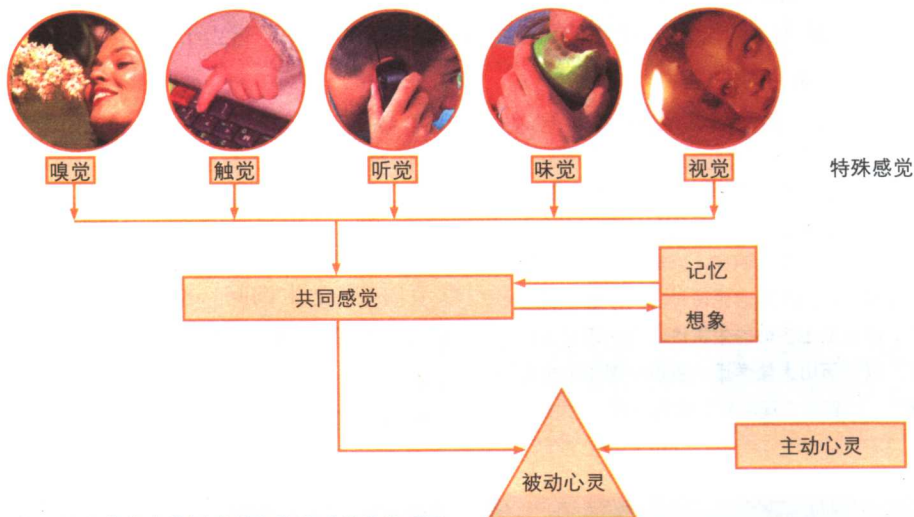 嗅觉 触觉 听觉 味觉 视觉 特殊感觉
记忆
共同感觉
想象
主动心灵
被动心灵